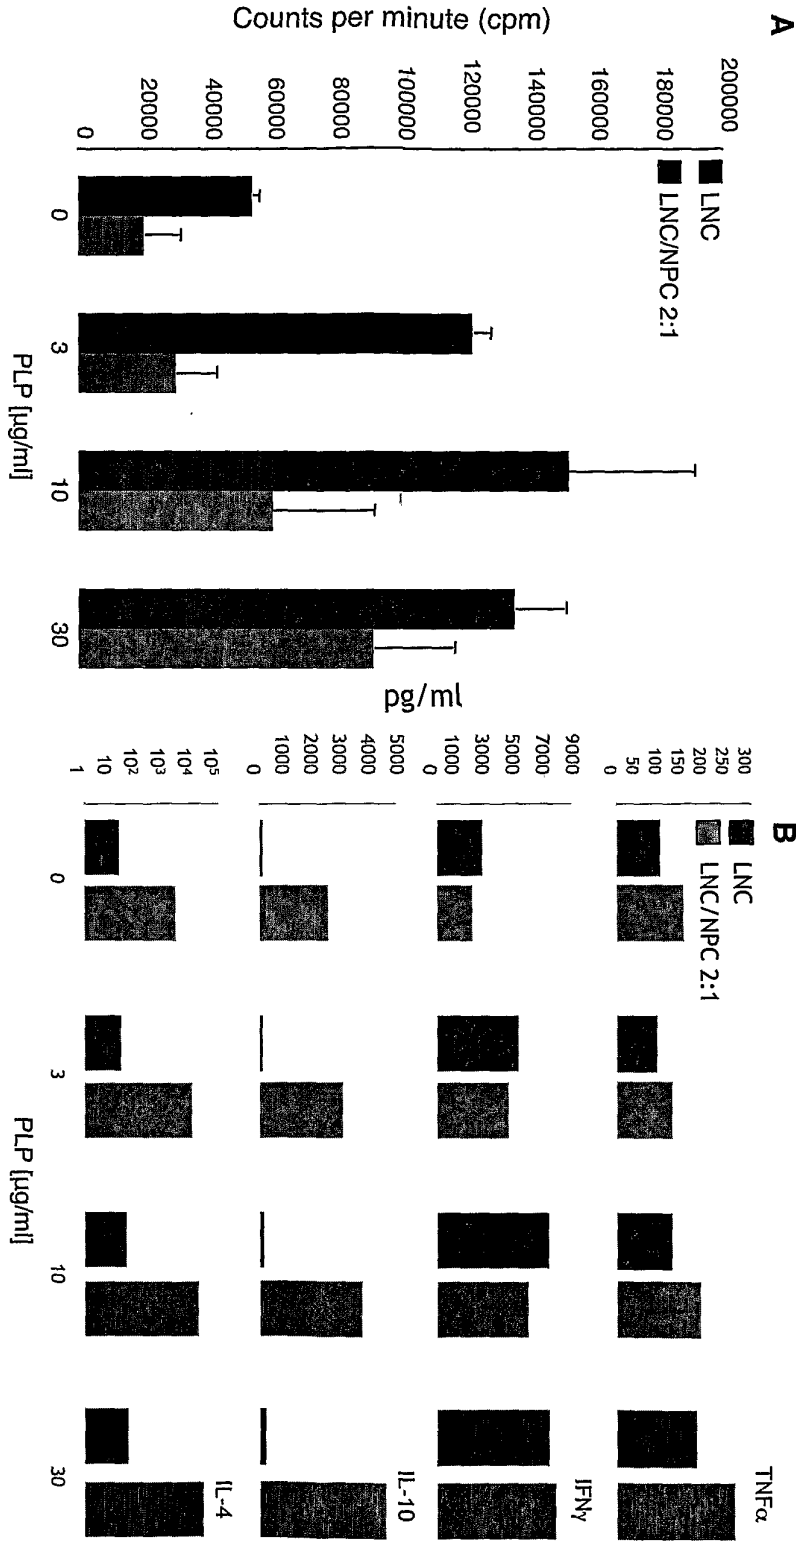 A
Counts per minute (cpm)
200000
180000
160000
140000
120000
100000
80000
60000
40000
20000
0
LNC
LNC/NPC 2:1
0 3 10 30
PLP [µg/ml]
B
pg/ml
LNC
LNC/NPC 2:1
300
250
200
150
100
50
0
TNFα
9000
7000
5000
3000
1000
0
IFNγ
5000
4000
3000
2000
1000
0
IL-10
10⁵
10⁴
10³
10²
10
1
IL-4
0 3 10 30
PLP [µg/ml]